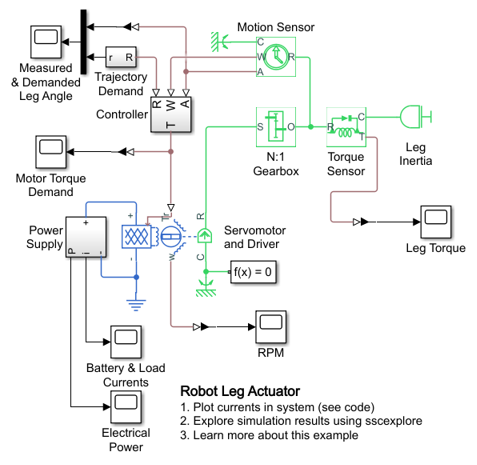 Motion Sensor
C
W
R
A
Measured
& Demanded
Leg Angle
r R
Trajectory
Demand
Controller
R W A
T
S O
N:1
Gearbox
R
C
T
Torque
Sensor
Leg
Inertia
Motor Torque
Demand
Power
Supply
+
P i -
+
-
Tr
w
R
C
Servomotor
and Driver
f(x) = 0
Leg Torque
RPM
Battery & Load
Currents
Electrical
Power
Robot Leg Actuator
1. Plot currents in system (see code)
2. Explore simulation results using sscexplore
3. Learn more about this example